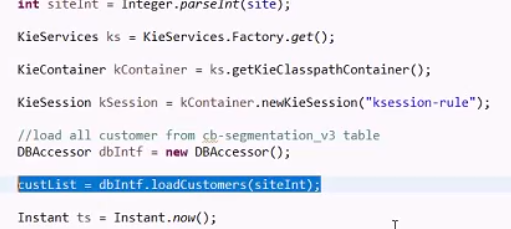 int siteInt = Integer.parseInt(site);
KieServices ks = KieServices.Factory.get();
KieContainer kContainer = ks.getKieClasspathContainer();
KieSession kSession = kContainer.newKieSession("ksession-rule");
//load all customer from cb-segmentation_v3 table
DBAccessor dbIntf = new DBAccessor();
custList = dbIntf.loadCustomers(siteInt);
Instant ts = Instant.now();